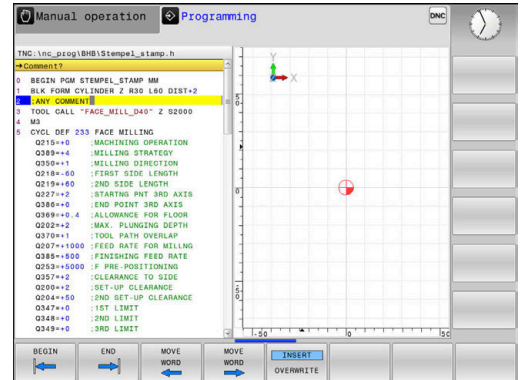 Manual operation
Programming
DNC
TNC:\nc_prog\BHB\Stempel_stamp.h
→Comment?
0 BEGIN PGM STEMPEL_STAMP MM
1 BLK FORM CYLINDER Z R30 L60 DIST+2
2 ;ANY COMMENT
3 TOOL CALL "FACE_MILL_D40" Z S2000
4 M3
5 CYCL DEF 233 FACE MILLING
Q215=+0 ;MACHINING OPERATION
Q389=+4 ;MILLING STRATEGY
Q350=+1 ;MILLING DIRECTION
Q218=-60 ;FIRST SIDE LENGTH
Q219=+60 ;2ND SIDE LENGTH
Q227=+2 ;STARTNG PNT 3RD AXIS
Q386=+0 ;END POINT 3RD AXIS
Q369=+0.4 ;ALLOWANCE FOR FLOOR
Q202=+2 ;MAX. PLUNGING DEPTH
Q370=+1 ;TOOL PATH OVERLAP
Q207=+1000 ;FEED RATE FOR MILLNG
Q385=+500 ;FINISHING FEED RATE
Q253=+5000 ;F PRE-POSITIONING
Q357=+2 ;CLEARANCE TO SIDE
Q200=+2 ;SET-UP CLEARANCE
Q204=+50 ;2ND SET-UP CLEARANCE
Q347=+0 ;1ST LIMIT
Q348=+0 ;2ND LIMIT
Q349=+0 ;3RD LIMIT
Y
X
0
-50
0
BEGIN
END
MOVE WORD
MOVE WORD
INSERT
OVERWRITE